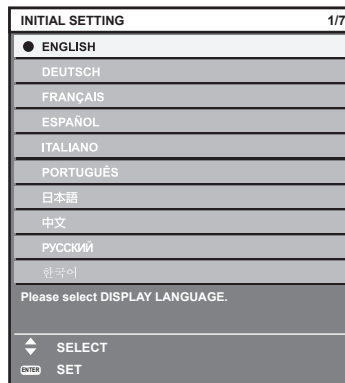 INITIAL SETTING 1/7
ENGLISH
DEUTSCH
FRANÇAIS
ESPAÑOL
ITALIANO
PORTUGUÊS
日本語
中文
РУССКИЙ
한국어
Please select DISPLAY LANGUAGE.
SELECT
ENTER SET